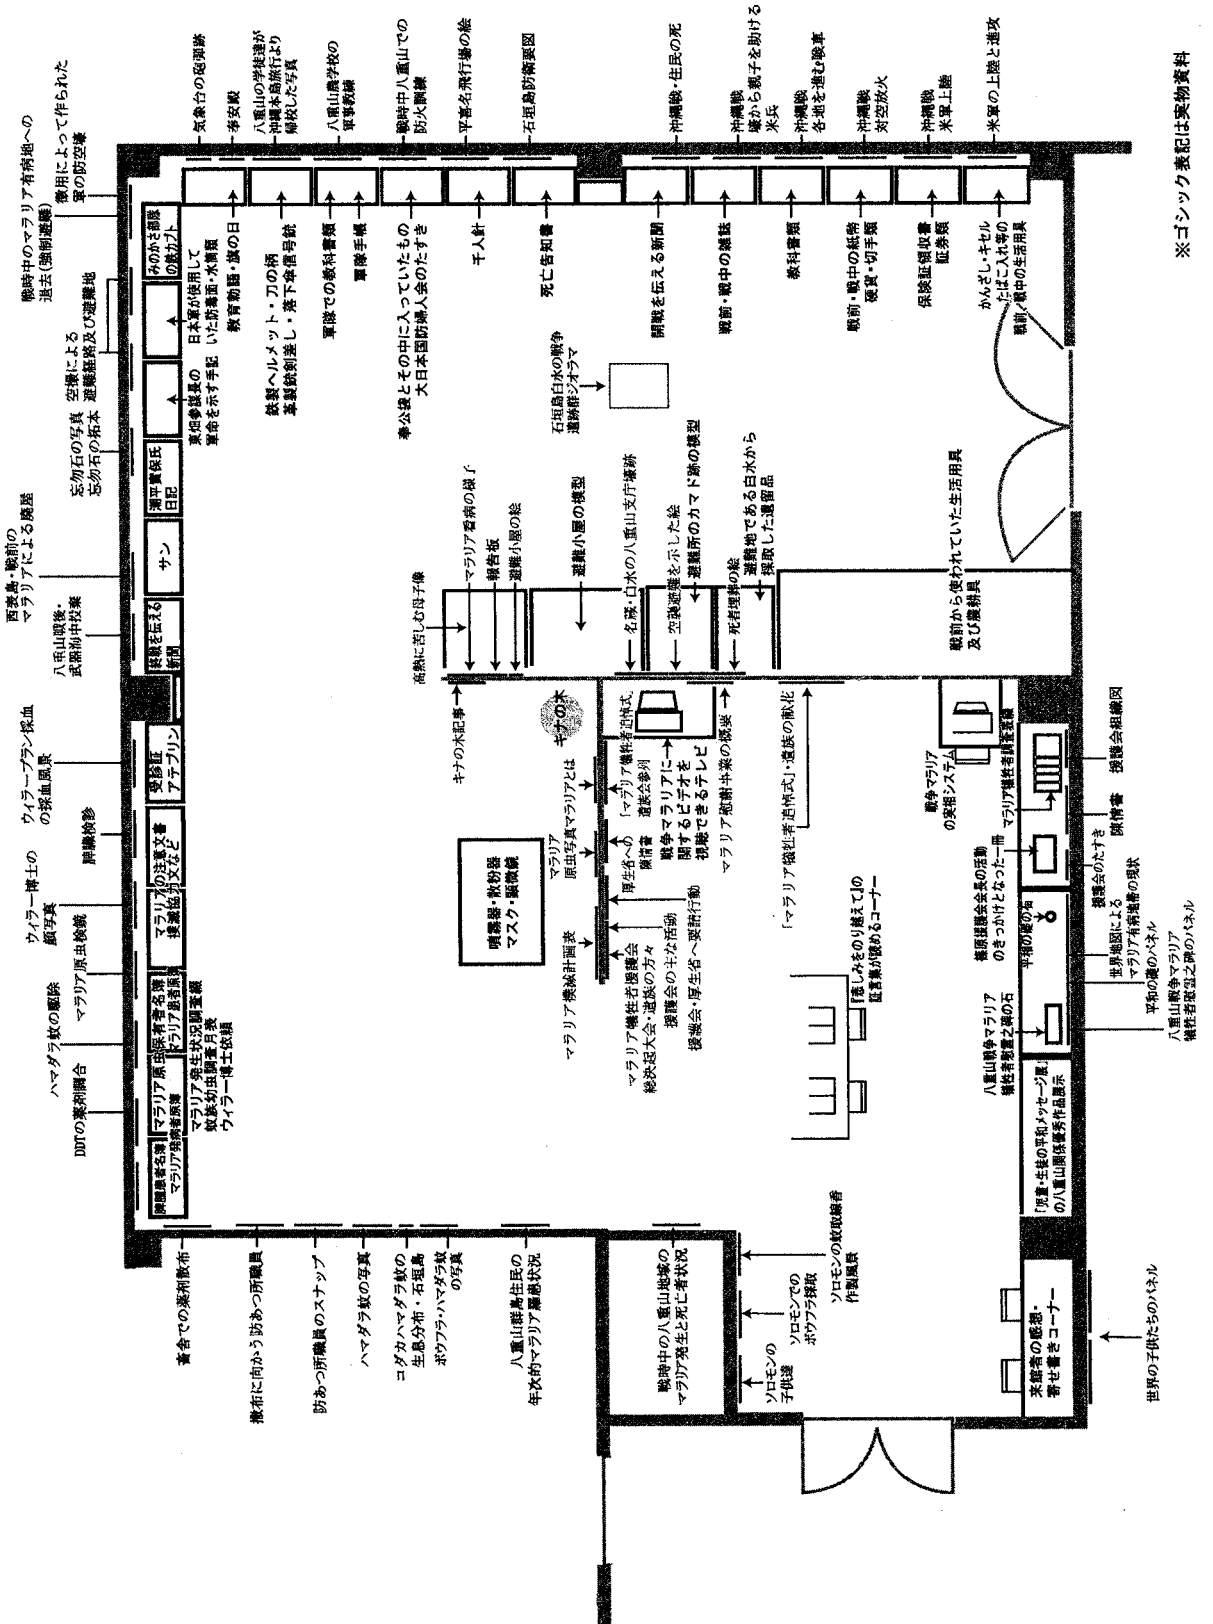 畜舎での薬剤散布
撒布に向かう防あつ所職員
防あつ所職員のスナップ
ハマダラ蚊の写真
コダカハマダラ蚊の
生息分布・石垣島
ボウフラ・ハマダラ蚊
の写真
八重山群島住民の
年次的マラリア罹患状況
戦時中の八重山地域の
マラリア発生と死亡者状況
ソロモンの
子供達
ソロモンでの
ボウフラ採取
ソロモンの蚊取線香
作製風景
来館者の感想・
寄せ書きコーナー
世界の子供たちのパネル
DDTの薬剤調合
ハマダラ蚊の駆除
マラリア原虫検鏡
ウィラー博士の
顔写真
脾臓検診
ウィラープラン採血
の採血風景
脾腫患者名簿
マラリア発病者原簿
マラリア原虫保有者名簿
マラリア患者原簿
マラリア発生状況調査綴
蚊族幼虫調査月表
ウィラー博士依頼
マラリアの注意文書
撲滅協力文など
受診証
アテブリン
噴霧器・散粉器
マスク・顕微鏡
キナの木
キナの木記事
マラリア撲滅計画表
マラリア
原虫写真
マラリアとは
マラリア犠牲者援護会
総決起大会・遺族の方々
援護会の主な活動
援護会・厚生省へ要請行動
厚生省への
陳情書
「マラリア犠牲者追悼式」
遺族会参列
戦争マラリアに
関するビデオを
視聴できるテレビ
マラリア慰謝事業の概要
「マラリア犠牲者追悼式」・遺族の献花
『悲しみをのり越えて』の
証言集が読めるコーナー
戦争マラリア
の実相システム
「児童・生徒の平和メッセージ展」
の八重山関係優秀作品展示
八重山戦争マラリア
犠牲者慰霊之碑の石
平和の礎の石
篠原援護会会長の活動
のきっかけとなった一冊
マラリア犠牲者調査票綴
八重山戦争マラリア
犠牲者慰霊之碑のパネル
平和の礎のパネル
世界地図による
マラリア有病地帯の現状
援護会のたすき
陳情書
援護会組織図
八重山戦後・
武器海中投棄
西表島・戦前の
マラリアによる廃屋
忘勿石の写真
忘勿石の拓本
空撮による
避難経路及び避難地
戦時中のマラリア有病地への
退去(強制避難)
徴用によって作られた
軍の防空壕
終戦を伝える
新聞
サン
潮平寛保氏
日記
東畑参謀長の
軍命を示す手記
日本軍が使用して
いた防毒面・水筒類
みのかさ部隊
の鉄カブト
高熱に苦しむ母子像
マラリア看病の様子
報告板
避難小屋の絵
避難小屋の模型
名蔵・白水の八重山支庁壕跡
空襲避難を示した絵
避難所のカマド跡の模型
死者埋葬の絵
避難地である白水から
採取した遺留品
戦前から使われていた生活用具
及び農耕具
石垣島白水の戦争
遺跡群ジオラマ
教育勅語・旗の日
鉄製ヘルメット・刀の柄
革製銃剣差し・落下傘信号銃
軍隊での教科書類
軍隊手帳
奉公袋とその中に入っていたもの
大日本国防婦人会のたすき
千人針
死亡告知書
開戦を伝える新聞
戦前・戦中の雑誌
教科書類
戦前・戦中の紙幣
硬貨・切手類
保険証領収書
証券類
かんざし・キセル
たばこ入れ等の
戦前/戦中の生活用具
気象台の砲弾跡
奉安殿
八重山の学徒達が
沖縄本島旅行より
帰校した写真
八重山農学校の
軍事教練
戦時中八重山での
防火訓練
平喜名飛行場の絵
石垣島防衛要図
沖縄戦・住民の死
沖縄戦
壕から親子を助ける
米兵
沖縄戦
各地を進む戦車
沖縄戦
対空放火
沖縄戦
米軍上陸
米軍の上陸と進攻
※ゴシック表記は実物資料